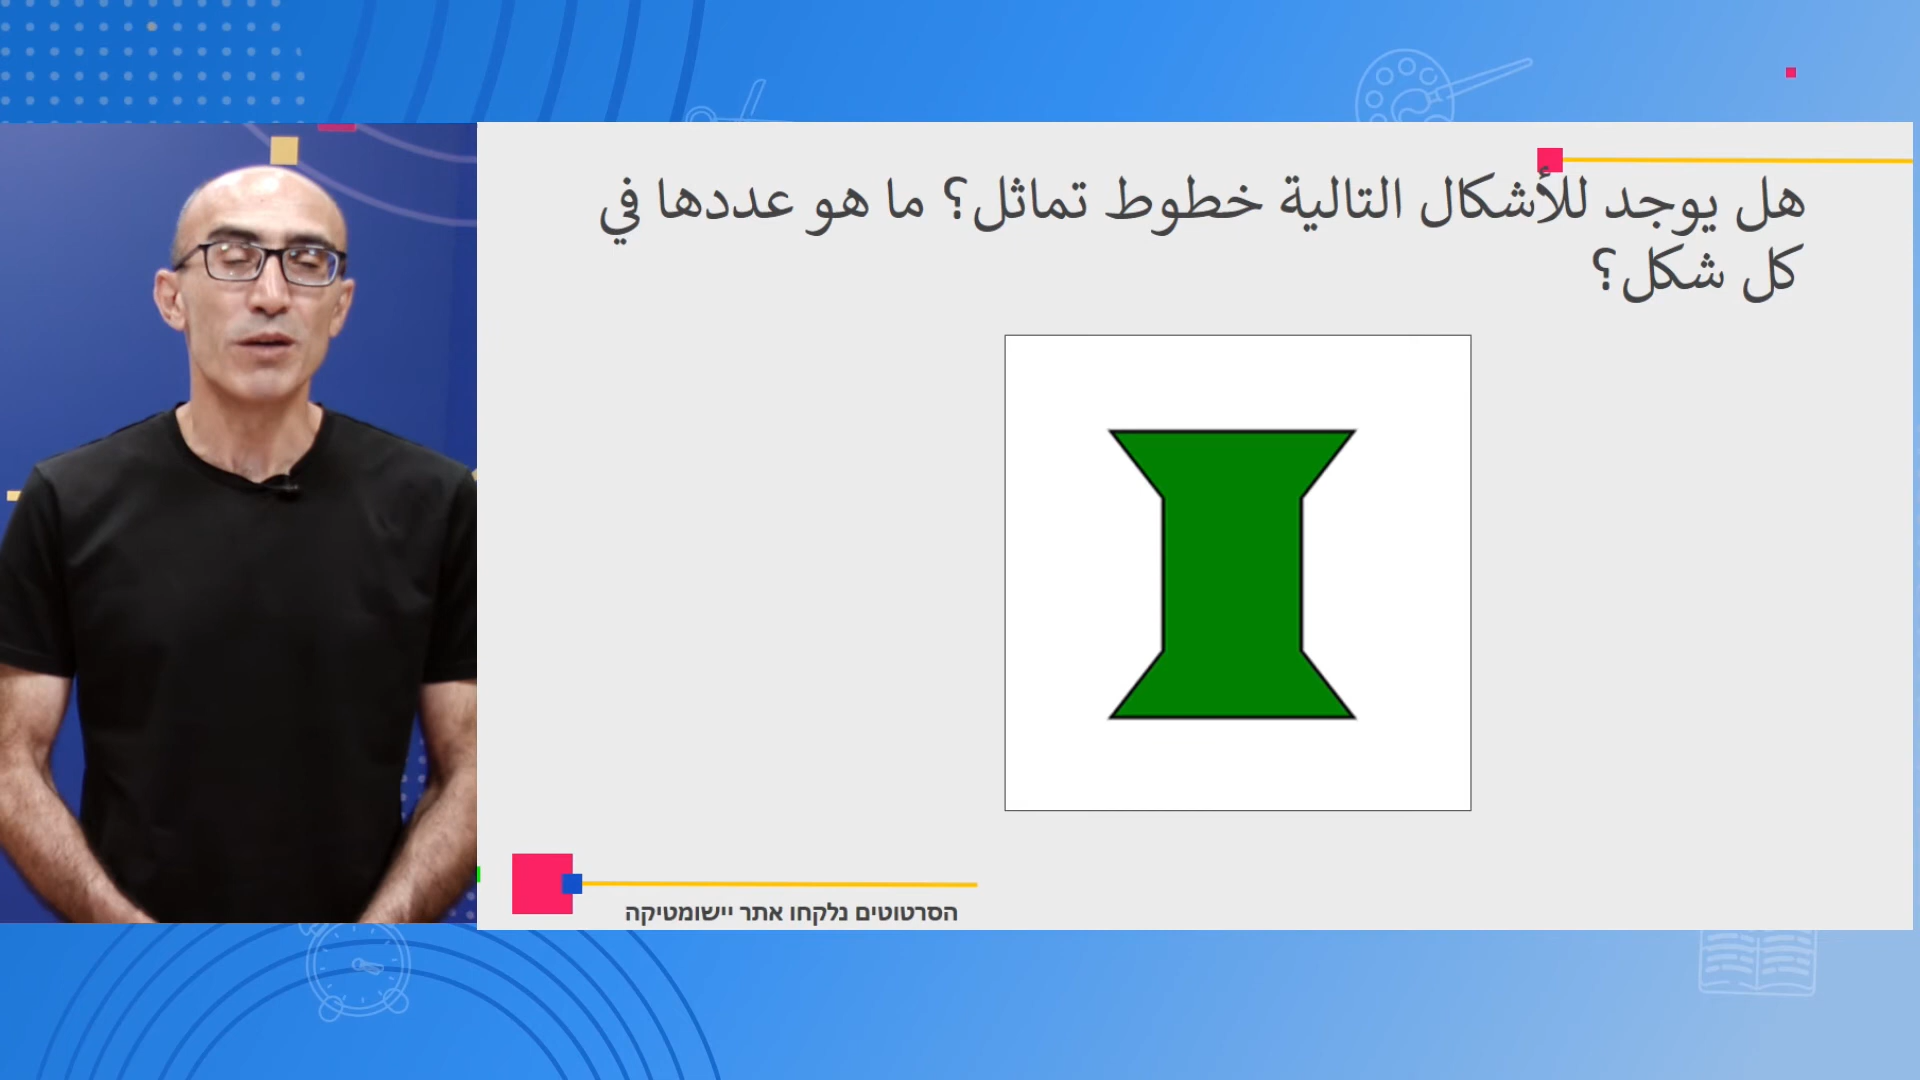 هل يوجد للأشكال التالية خطوط تماثل؟ ما هو عددها في
كل شكل؟
הסרטוטים נלקחו אתר יישומטיקה